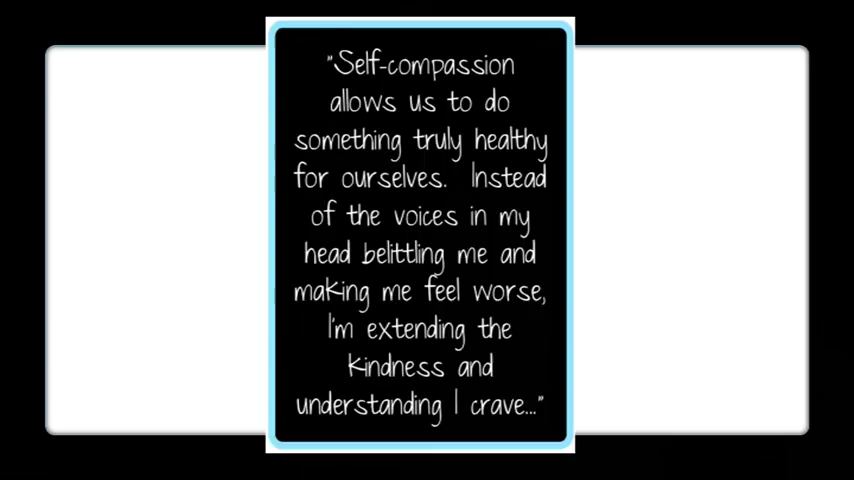 "Self-compassion
allows us to do
something truly healthy
for ourselves. Instead
of the voices in my
head belittling me and
making me feel worse,
I'm extending the
kindness and
understanding I crave..."